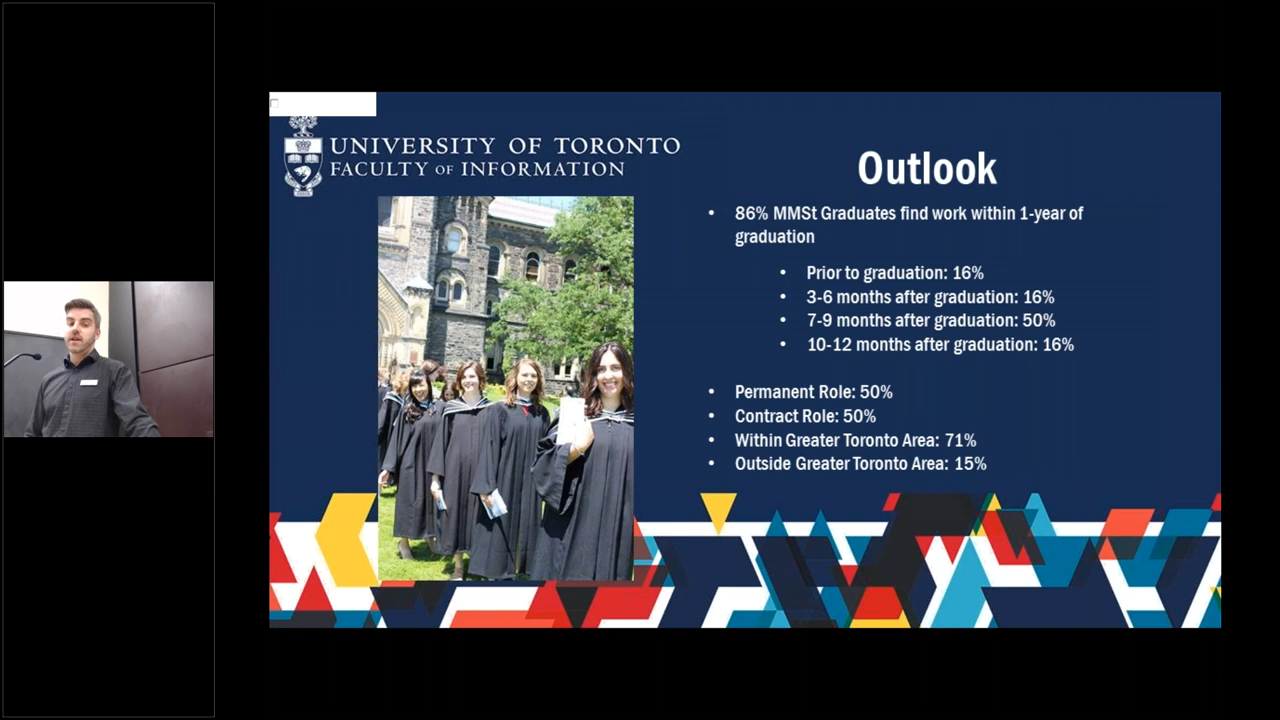 UNIVERSITY OF TORONTO
FACULTY OF INFORMATION
Outlook
• 86% MMSt Graduates find work within 1-year of
graduation
• Prior to graduation: 16%
• 3-6 months after graduation: 16%
• 7-9 months after graduation: 50%
• 10-12 months after graduation: 16%
• Permanent Role: 50%
• Contract Role: 50%
• Within Greater Toronto Area: 71%
• Outside Greater Toronto Area: 15%